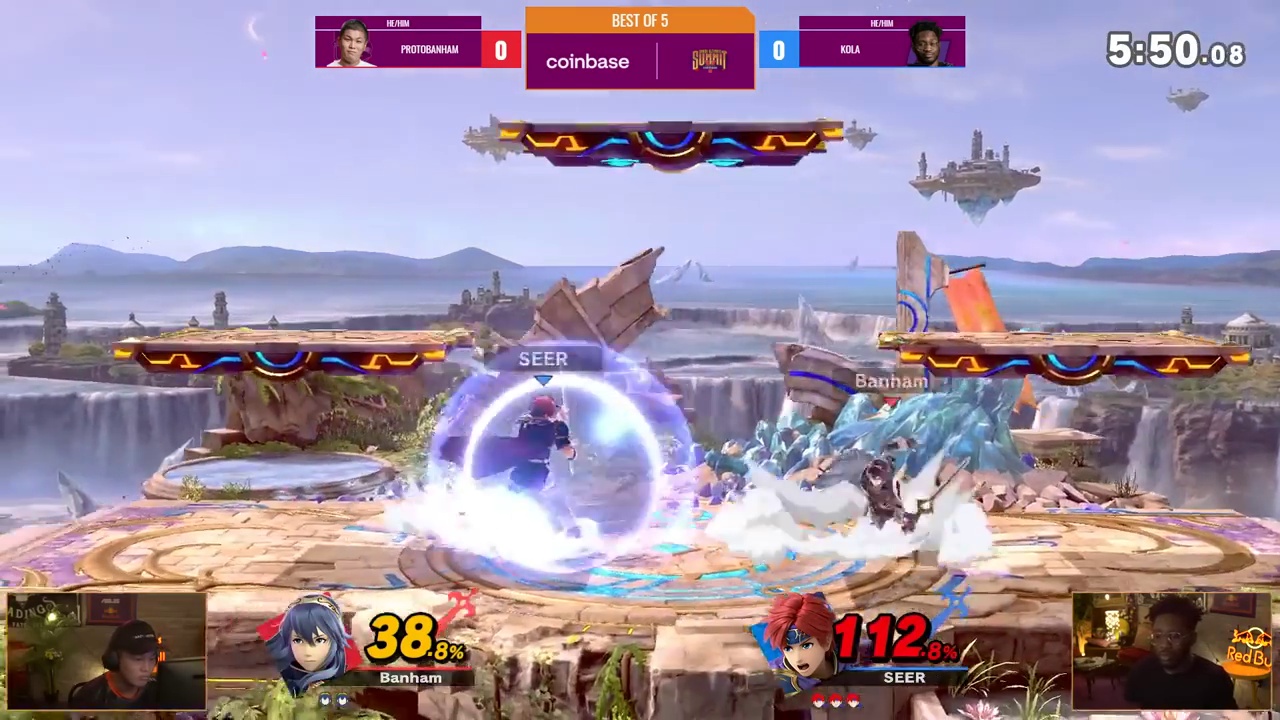 HE/HIM
PROTOBANHAM
0
BEST OF 5
coinbase
SUMMIT
0
HE/HIM
KOLA
5:50.08
SEER
Banham
38.8%
Banham
112.8%
SEER
Red Bu